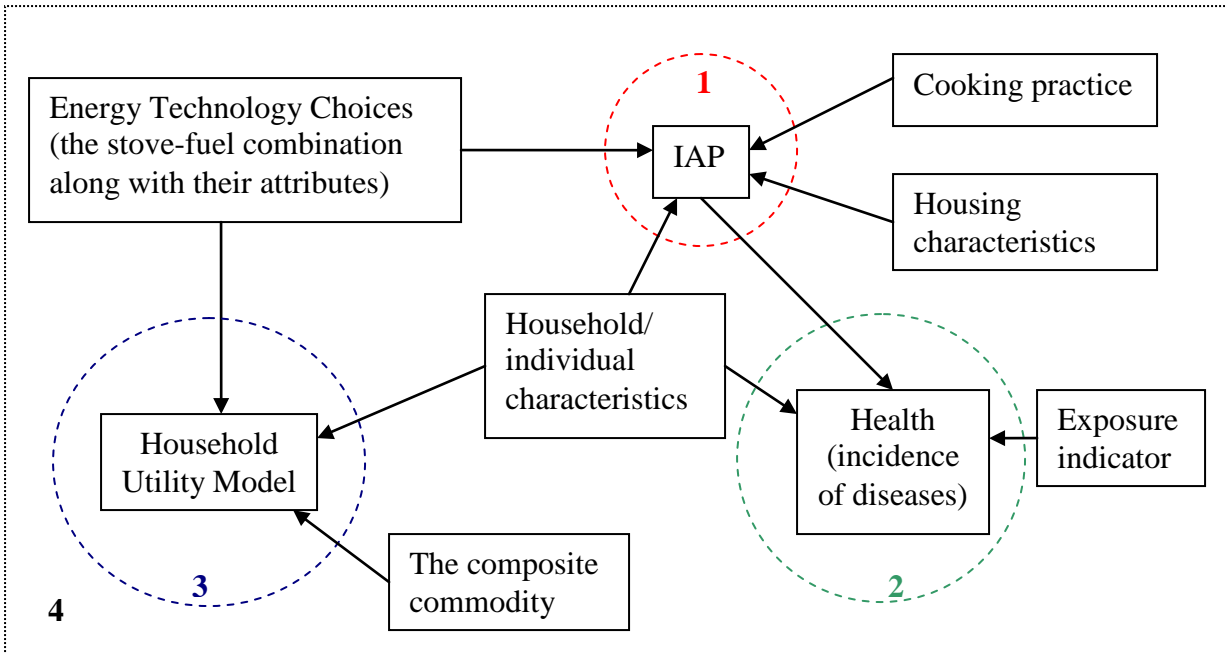 Energy Technology Choices
(the stove-fuel combination
along with their attributes)
1
IAP
Cooking practice
Housing
characteristics
Household/
individual
characteristics
Household
Utility Model
3
The composite
commodity
Health
(incidence
of diseases)
2
Exposure
indicator
4